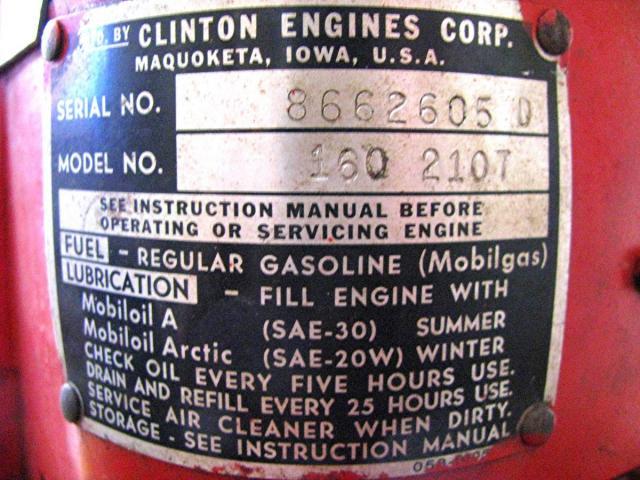 BY CLINTON ENGINES CORP.
MAQUOKETA, IOWA, U.S.A.
SERIAL NO. 8662605 D
MODEL NO. 160 2107
SEE INSTRUCTION MANUAL BEFORE
OPERATING OR SERVICING ENGINE
FUEL - REGULAR GASOLINE (Mobilgas)
LUBRICATION - FILL ENGINE WITH
Mobiloil A (SAE-30) SUMMER
Mobiloil Arctic (SAE-20W) WINTER
CHECK OIL EVERY FIVE HOURS USE.
DRAIN AND REFILL EVERY 25 HOURS USE.
SERVICE AIR CLEANER WHEN DIRTY.
STORAGE - SEE INSTRUCTION MANUAL